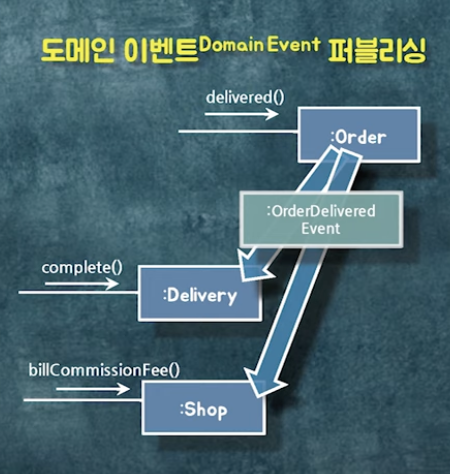 도메인 이벤트Domain Event 퍼블리싱
delivered()
:Order
:OrderDelivered
Event
complete()
:Delivery
billCommissionFee()
:Shop